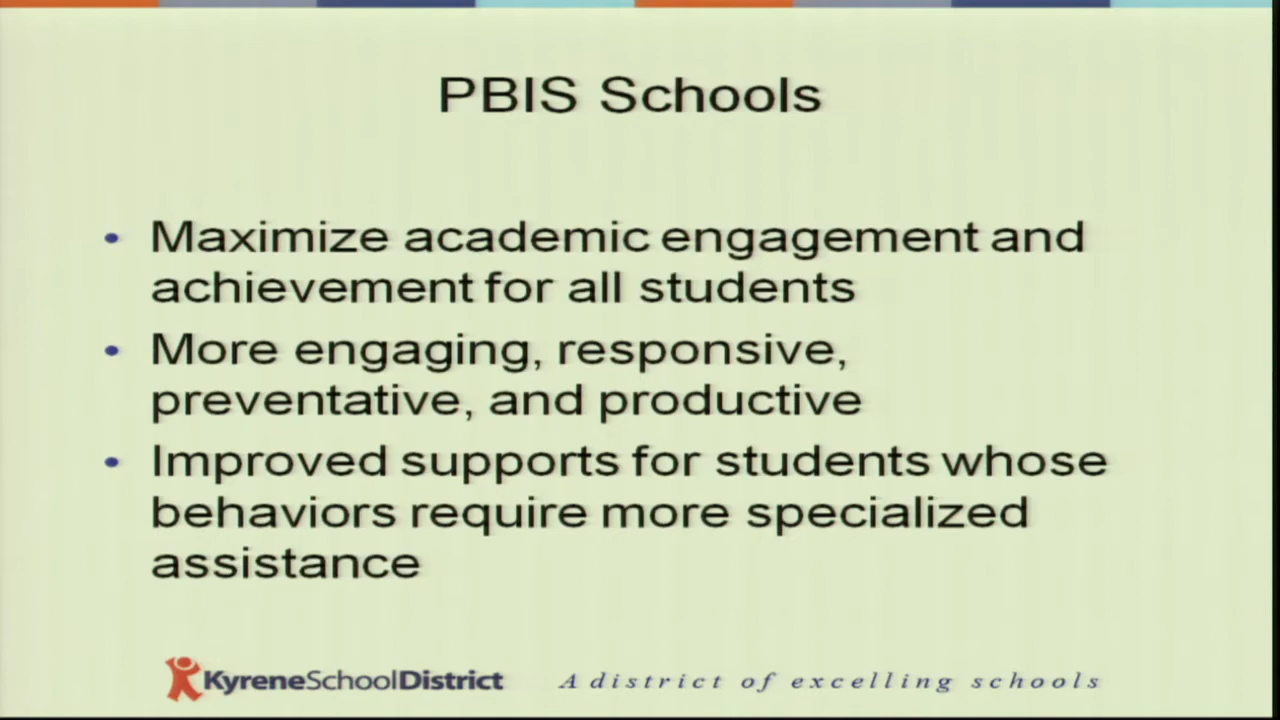 PBIS Schools
• Maximize academic engagement and
achievement for all students
• More engaging, responsive,
preventative, and productive
• Improved supports for students whose
behaviors require more specialized
assistance
KyreneSchoolDistrict A district of excelling schools